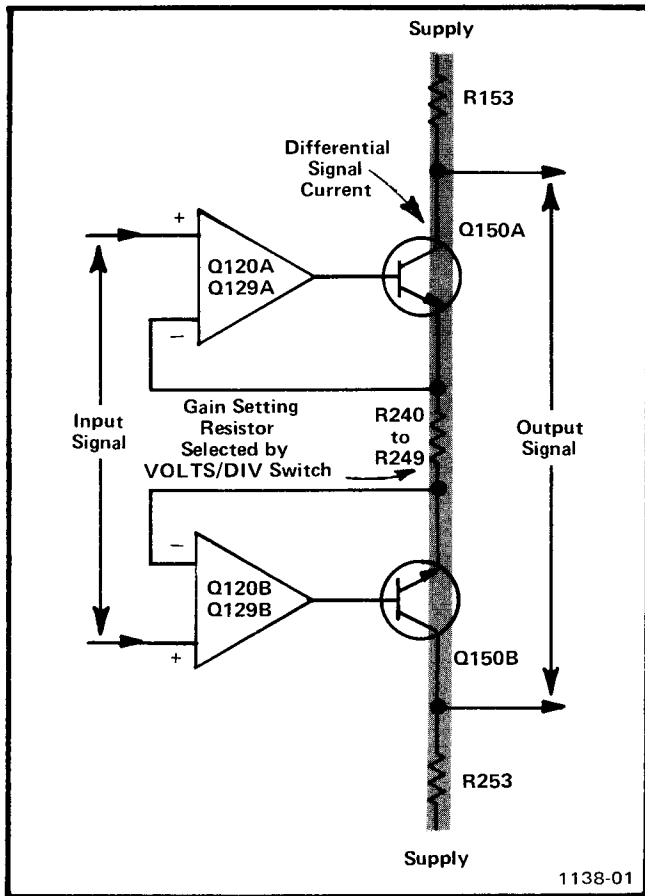 Supply
R153
Differential
Signal
Current
Q150A
+
Q120A
Q129A
−
Input
Signal
Gain Setting
Resistor
Selected by
VOLTS/DIV Switch
R240
to
R249
Output
Signal
−
Q120B
Q129B
+
Q150B
R253
Supply
1138-01